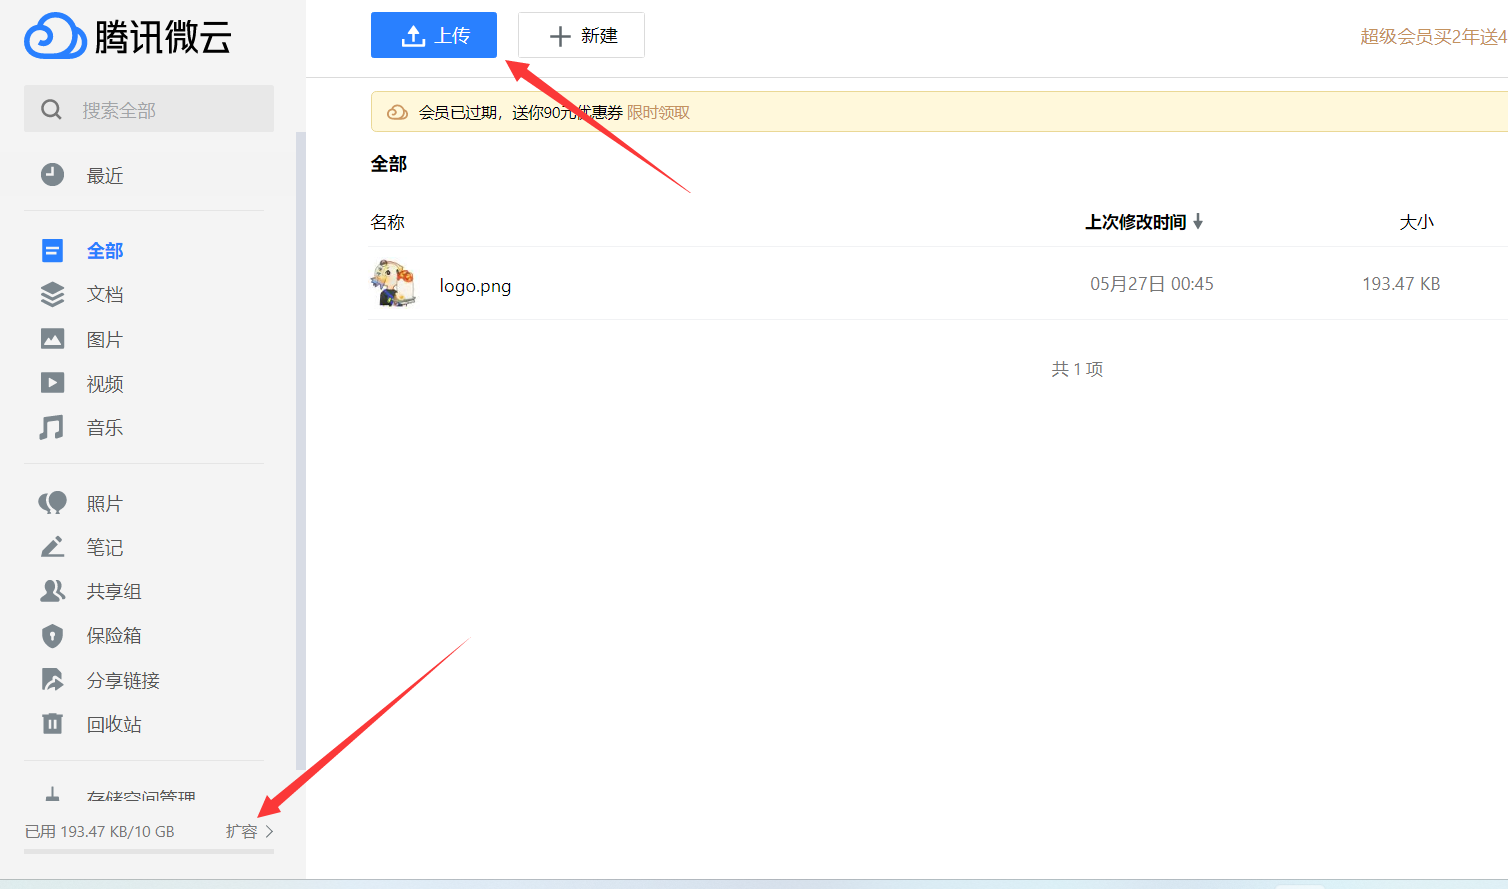 腾讯微云
搜索全部
最近
全部
文档
图片
视频
音乐
照片
笔记
共享组
保险箱
分享链接
回收站
存储空间管理
已用 193.47 KB/10 GB 扩容
上传 新建
超级会员买2年送4
会员已过期，送你90元优惠券 限时领取
全部
名称 上次修改时间 大小
logo.png 05月27日 00:45 193.47 KB
共 1 项